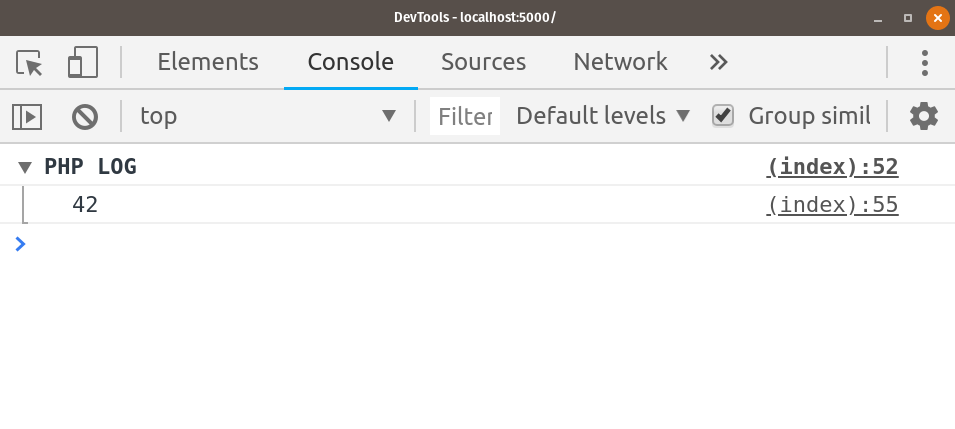 DevTools - localhost:5000/
Elements Console Sources Network
top Filter Default levels Group simil
PHP LOG (index):52
42 (index):55